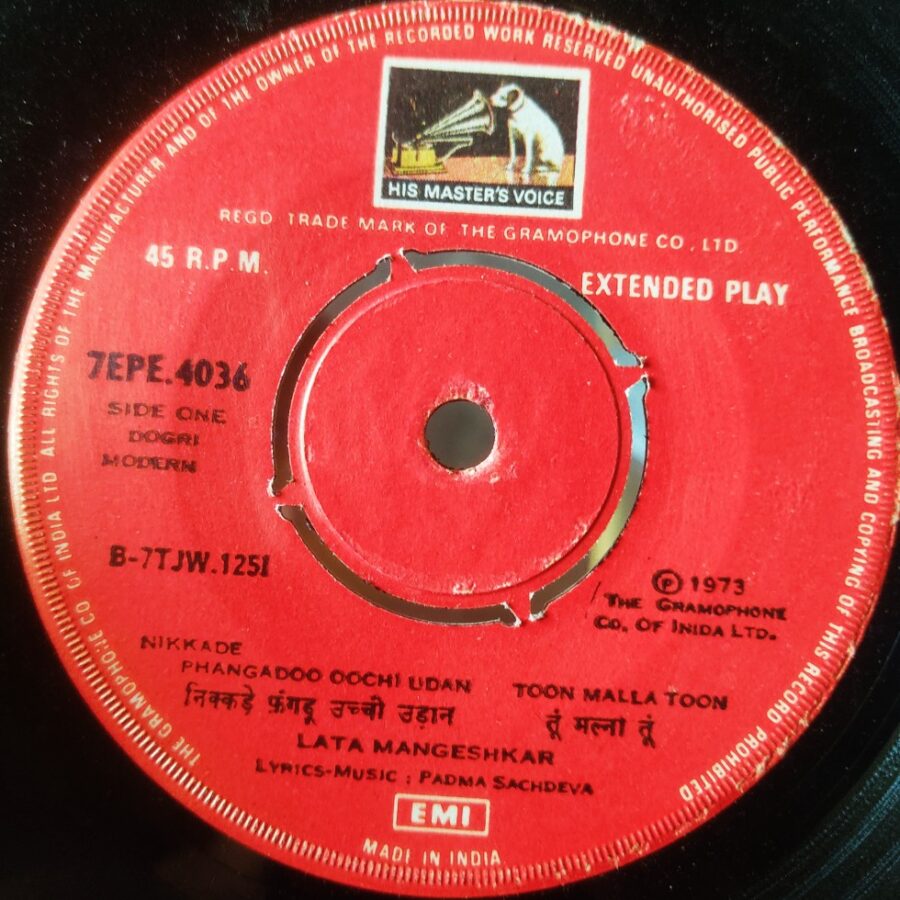 THE GRAMOPHONE CO OF INDIA LTD ALL RIGHTS OF THE MANUFACTURER AND OF THE OWNER OF THE RECORDED WORK RESERVED UNAUTHORISED PUBLIC PERFORMANCE BROADCASTING AND COPYING OF THIS RECORD PROHIBITED
HIS MASTER'S VOICE
REGD. TRADE MARK OF THE GRAMOPHONE CO., LTD.
45 R.P.M.
EXTENDED PLAY
7EPE.4036
SIDE ONE
DOGRI
MODERN
B-7TJW.1251
Ⓟ 1973
THE GRAMOPHONE
CO. OF INIDA LTD.
NIKKADE
PHANGADOO OOCHI UDAN
TOON MALLA TOON
निक्कड़े फ़ंगडू उच्ची उड़ान
तूं मल्ला तूं
LATA MANGESHKAR
LYRICS-MUSIC : PADMA SACHDEVA
EMI
MADE IN INDIA